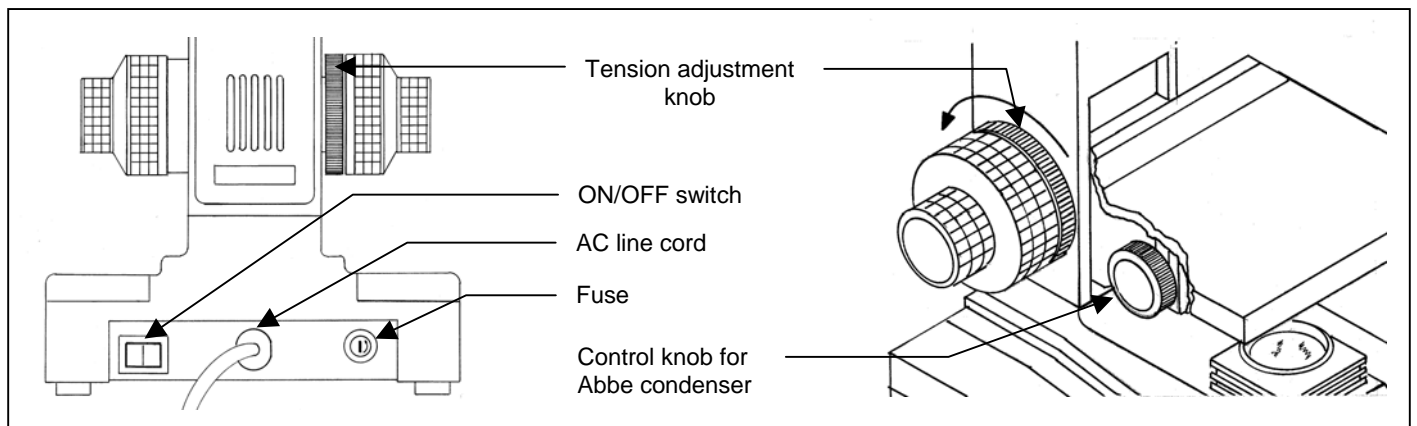 Tension adjustment
knob
ON/OFF switch
AC line cord
Fuse
Control knob for
Abbe condenser